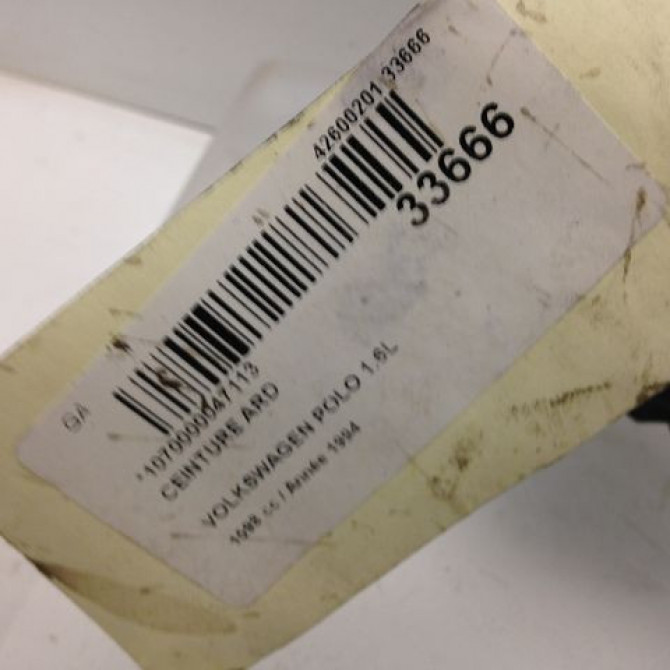 42600201 33666
33666
GA
*1070000047113
CEINTURE ARD
VOLKSWAGEN POLO 1.6L
1598 cc / Année 1994